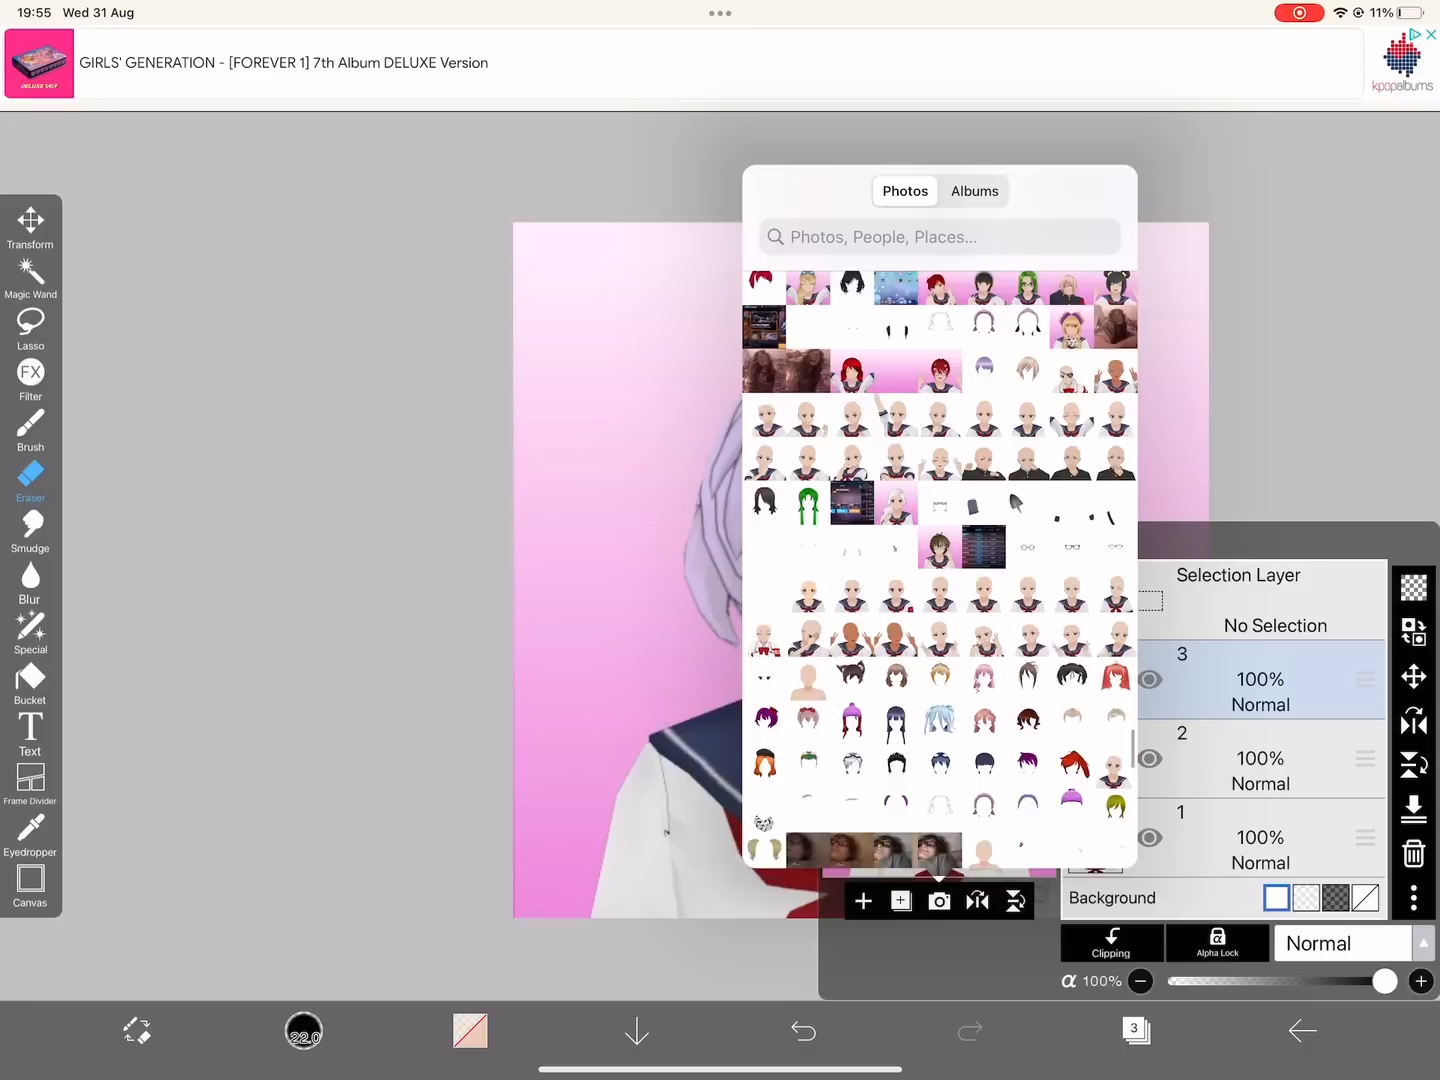 19:55 Wed 31 Aug
11%
GIRLS' GENERATION - [FOREVER 1] 7th Album DELUXE Version
DELUXE VER
kpopalbums
Photos
Albums
Photos, People, Places...
Transform
Magic Wand
Lasso
FX
Filter
Brush
Eraser
Smudge
Blur
Special
Bucket
T
Text
Frame Divider
Eyedropper
Canvas
Selection Layer
No Selection
3
100%
Normal
2
100%
Normal
1
100%
Normal
Background
Clipping
α
Alpha Lock
Normal
α 100%
22.0
3